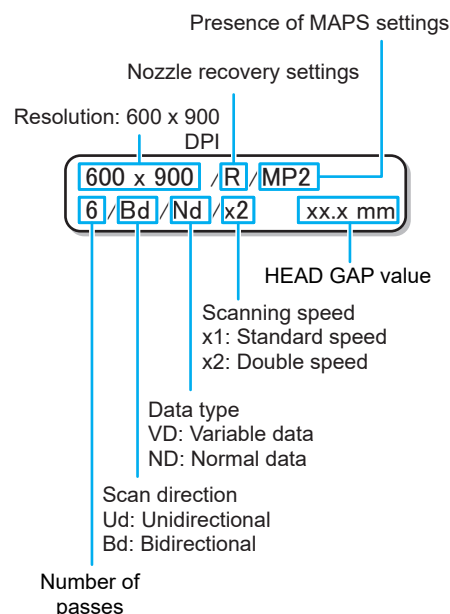 Presence of MAPS settings
Nozzle recovery settings
Resolution: 600 x 900
DPI
600 x 900 /R/MP2
6/Bd/Nd/x2 xx.x mm
HEAD GAP value
Scanning speed
x1: Standard speed
x2: Double speed
Data type
VD: Variable data
ND: Normal data
Scan direction
Ud: Unidirectional
Bd: Bidirectional
Number of
passes